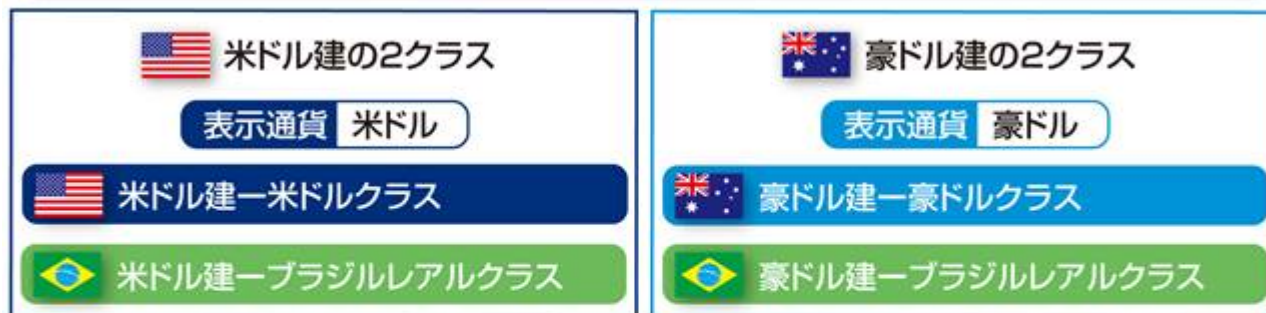 米ドル建の2クラス
表示通貨 米ドル
米ドル建ー米ドルクラス
米ドル建ーブラジルレアルクラス
豪ドル建の2クラス
表示通貨 豪ドル
豪ドル建ー豪ドルクラス
豪ドル建ーブラジルレアルクラス